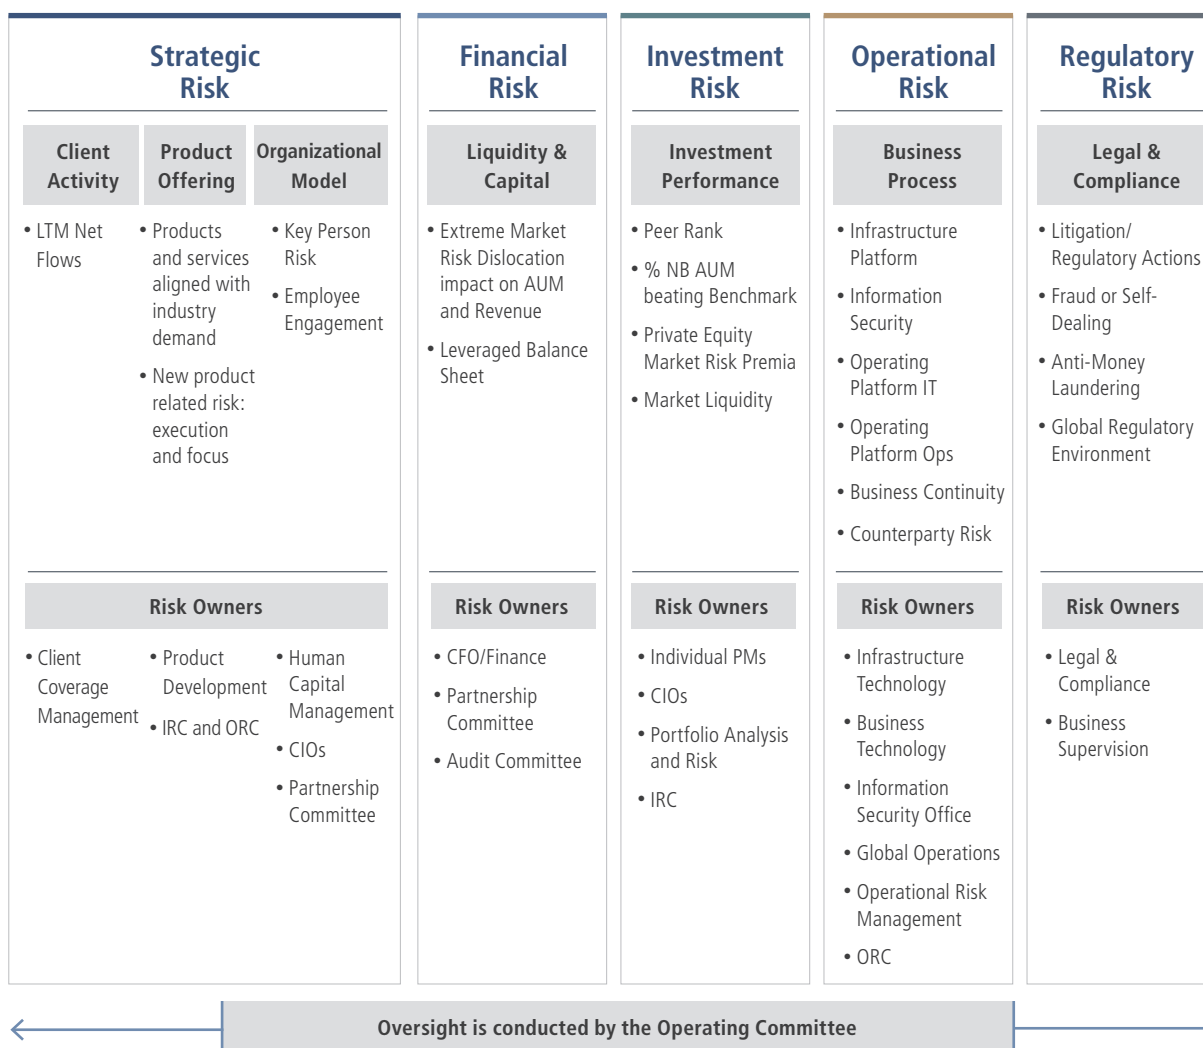 Strategic
Risk
Client
Activity
• LTM Net
Flows
Product
Offering
• Products
and services
aligned with
industry
demand
• New product
related risk:
execution
and focus
Organizational
Model
• Key Person
Risk
• Employee
Engagement
Risk Owners
• Client
Coverage
Management
• Product
Development
• IRC and ORC
• Human
Capital
Management
• CIOs
• Partnership
Committee
Financial
Risk
Liquidity &
Capital
• Extreme Market
Risk Dislocation
impact on AUM
and Revenue
• Leveraged Balance
Sheet
Risk Owners
• CFO/Finance
• Partnership
Committee
• Audit Committee
Investment
Risk
Investment
Performance
• Peer Rank
• % NB AUM
beating Benchmark
• Private Equity
Market Risk Premia
• Market Liquidity
Risk Owners
• Individual PMs
• CIOs
• Portfolio Analysis
and Risk
• IRC
Operational
Risk
Business
Process
• Infrastructure
Platform
• Information
Security
• Operating
Platform IT
• Operating
Platform Ops
• Business Continuity
• Counterparty Risk
Risk Owners
• Infrastructure
Technology
• Business
Technology
• Information
Security Office
• Global Operations
• Operational Risk
Management
• ORC
Regulatory
Risk
Legal &
Compliance
• Litigation/
Regulatory Actions
• Fraud or Self-
Dealing
• Anti-Money
Laundering
• Global Regulatory
Environment
Risk Owners
• Legal &
Compliance
• Business
Supervision
Oversight is conducted by the Operating Committee